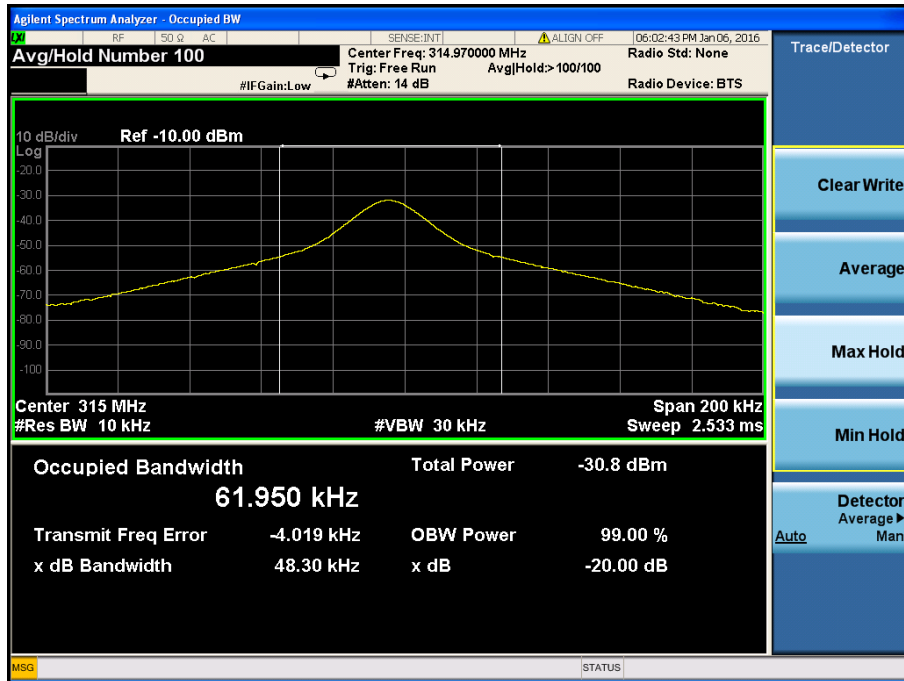 Agilent Spectrum Analyzer - Occupied BW
LXI RF 50 Ω AC SENSE:INT ALIGN OFF 06:02:43 PM Jan 06, 2016
Avg/Hold Number 100
Center Freq: 314.970000 MHz
Radio Std: None
Trig: Free Run Avg|Hold:>100/100
#IFGain:Low
#Atten: 14 dB
Radio Device: BTS
10 dB/div Ref -10.00 dBm
Log
-20.0
-30.0
-40.0
-50.0
-60.0
-70.0
-80.0
-90.0
-100
Center 315 MHz Span 200 kHz
#Res BW 10 kHz #VBW 30 kHz Sweep 2.533 ms
Occupied Bandwidth Total Power -30.8 dBm
61.950 kHz
Transmit Freq Error -4.019 kHz OBW Power 99.00 %
x dB Bandwidth 48.30 kHz x dB -20.00 dB
MSG STATUS
Trace/Detector
Clear Write
Average
Max Hold
Min Hold
Detector
Average
Auto Man